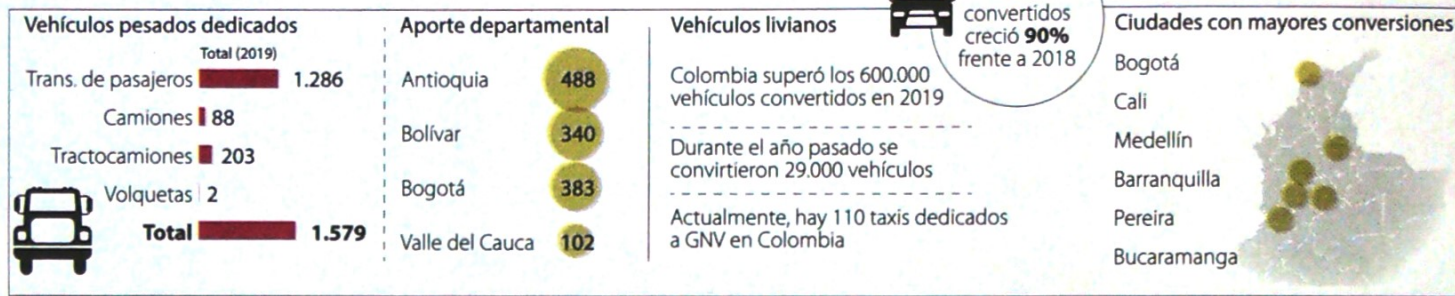 Vehículos pesados dedicados
Total (2019)
Trans. de pasajeros 1.286
Camiones 88
Tractocamiones 203
Volquetas 2
Total 1.579
Aporte departamental
Antioquia 488
Bolívar 340
Bogotá 383
Valle del Cauca 102
Vehículos livianos
Colombia superó los 600.000
vehículos convertidos en 2019
Durante el año pasado se
convirtieron 29.000 vehículos
Actualmente, hay 110 taxis dedicados
a GNV en Colombia
convertidos
creció 90%
frente a 2018
Ciudades con mayores conversiones
Bogotá
Cali
Medellín
Barranquilla
Pereira
Bucaramanga